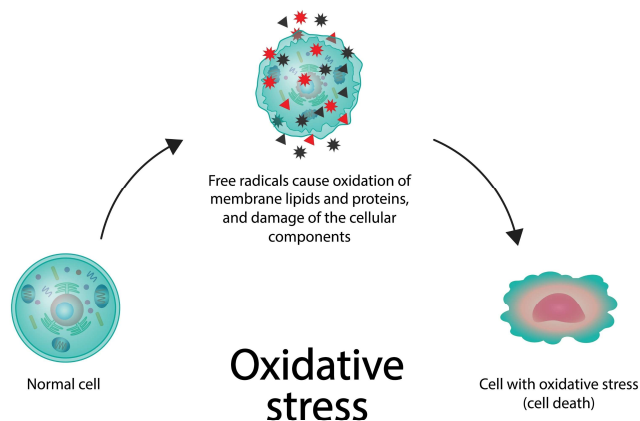 Free radicals cause oxidation of
membrane lipids and proteins,
and damage of the cellular
components
Normal cell
Oxidative
stress
Cell with oxidative stress
(cell death)